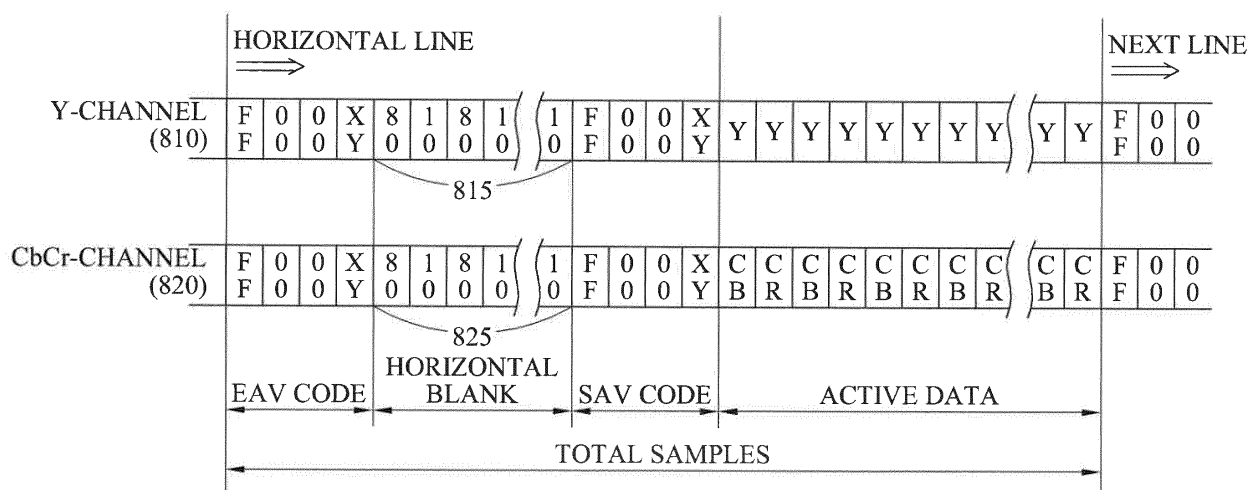 HORIZONTAL LINE
NEXT LINE
Y-CHANNEL
(810)
F 0 0 X 8 1 8 1 1 F 0 0 X Y Y Y Y Y Y Y Y Y Y F 0 0
F 0 0 Y 0 0 0 0 0 F 0 0 Y F 0 0
815
CbCr-CHANNEL
(820)
F 0 0 X 8 1 8 1 1 F 0 0 X C C C C C C C C C C F 0 0
F 0 0 Y 0 0 0 0 0 F 0 0 Y B R B R B R B R B R F 0 0
825
EAV CODE
HORIZONTAL
BLANK
SAV CODE
ACTIVE DATA
TOTAL SAMPLES